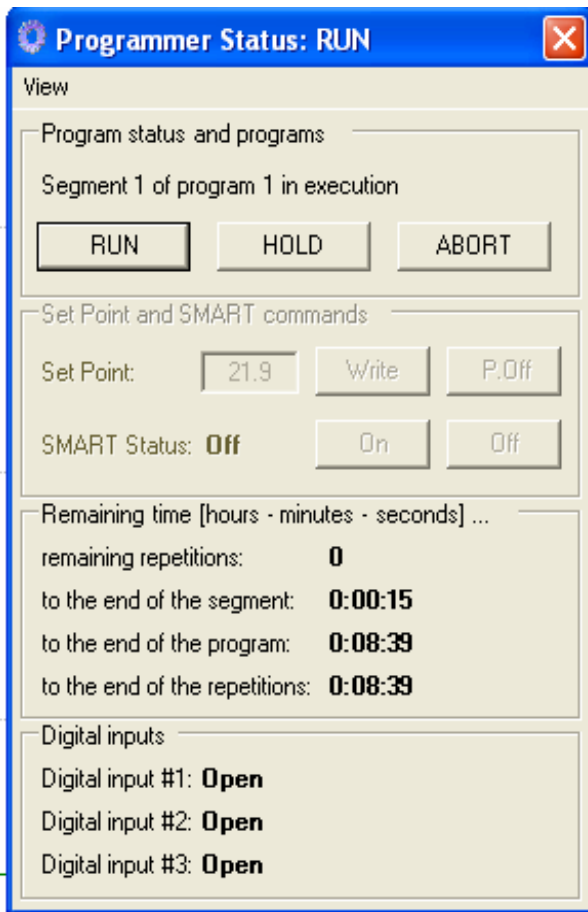 Programmer Status: RUN
View
Program status and programs
Segment 1 of program 1 in execution
RUN HOLD ABORT
Set Point and SMART commands
Set Point: 21.9 Write P.Off
SMART Status: Off On Off
Remaining time [hours - minutes - seconds] ...
remaining repetitions: 0
to the end of the segment: 0:00:15
to the end of the program: 0:08:39
to the end of the repetitions: 0:08:39
Digital inputs
Digital input #1: Open
Digital input #2: Open
Digital input #3: Open